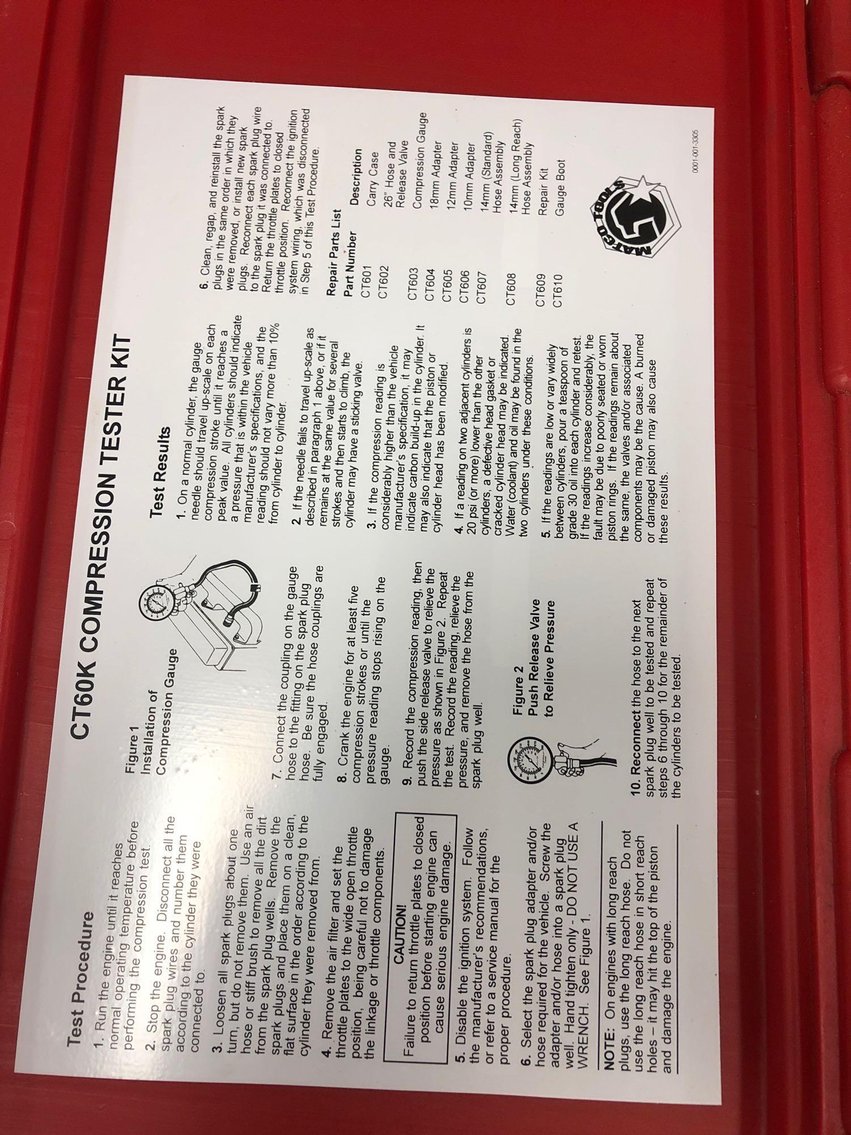 CT60K COMPRESSION TESTER KIT
Test Procedure
1. Run the engine until it reaches
normal operating temperature before
performing the compression test.
2. Stop the engine. Disconnect all the
spark plug wires and number them
according to the cylinder they were
connected to.
3. Loosen all spark plugs about one
turn, but do not remove them. Use an air
hose or stiff brush to remove all the dirt
from the spark plug wells. Remove the
spark plugs and place them on a clean,
flat surface in the order according to the
cylinder they were removed from.
4. Remove the air filter and set the
throttle plates to the wide open throttle
position, being careful not to damage
the linkage or throttle components.
CAUTION!
Failure to return throttle plates to closed
position before starting engine can
cause serious engine damage.
5. Disable the ignition system. Follow
the manufacturer's recommendations,
or refer to a service manual for the
proper procedure.
6. Select the spark plug adapter and/or
hose required for the vehicle. Screw the
adapter and/or hose into a spark plug
well. Hand tighten only - DO NOT USE A
WRENCH. See Figure 1.
NOTE: On engines with long reach
plugs, use the long reach hose. Do not
use the long reach hose in short reach
holes – it may hit the top of the piston
and damage the engine.
Figure 1
Installation of
Compression Gauge
7. Connect the coupling on the gauge
hose to the fitting on the spark plug
hose. Be sure the hose couplings are
fully engaged.
8. Crank the engine for at least five
compression strokes or until the
pressure reading stops rising on the
gauge.
9. Record the compression reading, then
push the side release valve to relieve the
pressure as shown in Figure 2. Repeat
the test. Record the reading, relieve the
pressure, and remove the hose from the
spark plug well.
Figure 2
Push Release Valve
to Relieve Pressure
10. Reconnect the hose to the next
spark plug well to be tested and repeat
steps 6 through 10 for the remainder of
the cylinders to be tested.
Test Results
1. On a normal cylinder, the gauge
needle should travel up-scale on each
compression stroke until it reaches a
peak value. All cylinders should indicate
a pressure that is within the vehicle
manufacturer's specifications, and the
reading should not vary more than 10%
from cylinder to cylinder.
2. If the needle fails to travel up-scale as
described in paragraph 1 above, or if it
remains at the same value for several
strokes and then starts to climb, the
cylinder may have a sticking valve.
3. If the compression reading is
considerably higher than the vehicle
manufacturer's specification, it may
indicate carbon build-up in the cylinder. It
may also indicate that the piston or
cylinder head has been modified.
4. If a reading on two adjacent cylinders is
20 psi (or more) lower than the other
cylinders, a defective head gasket or
cracked cylinder head may be indicated.
Water (coolant) and oil may be found in the
two cylinders under these conditions.
5. If the readings are low or vary widely
between cylinders, pour a teaspoon of
grade 30 oil into each cylinder and retest.
If the readings increase considerably, the
fault may be due to poorly seated or worn
piston rings. If the readings remain about
the same, the valves and/or associated
components may be the cause. A burned
or damaged piston may also cause
these results.
6. Clean, regap, and reinstall the spark
plugs in the same order in which they
were removed, or install new spark
plugs. Reconnect each spark plug wire
to the spark plug it was connected to.
Return the throttle plates to closed
throttle position. Reconnect the ignition
system wiring, which was disconnected
in Step 5 of this Test Procedure.
Repair Parts List
Part Number Description
CT601 Carry Case
CT602 26" Hose and
Release Valve
CT603 Compression Gauge
CT604 18mm Adapter
CT605 12mm Adapter
CT606 10mm Adapter
CT607 14mm (Standard)
Hose Assembly
CT608 14mm (Long Reach)
Hose Assembly
CT609 Repair Kit
CT610 Gauge Boot
MATCO TOOLS
0001-001-3305